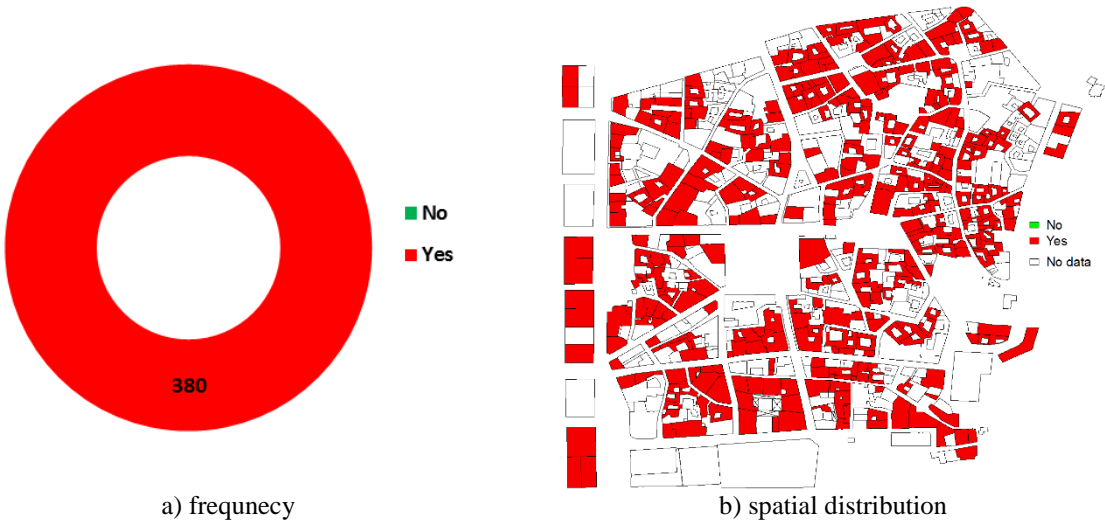 No
Yes
380
No
Yes
No data
a) frequnecy
b) spatial distribution